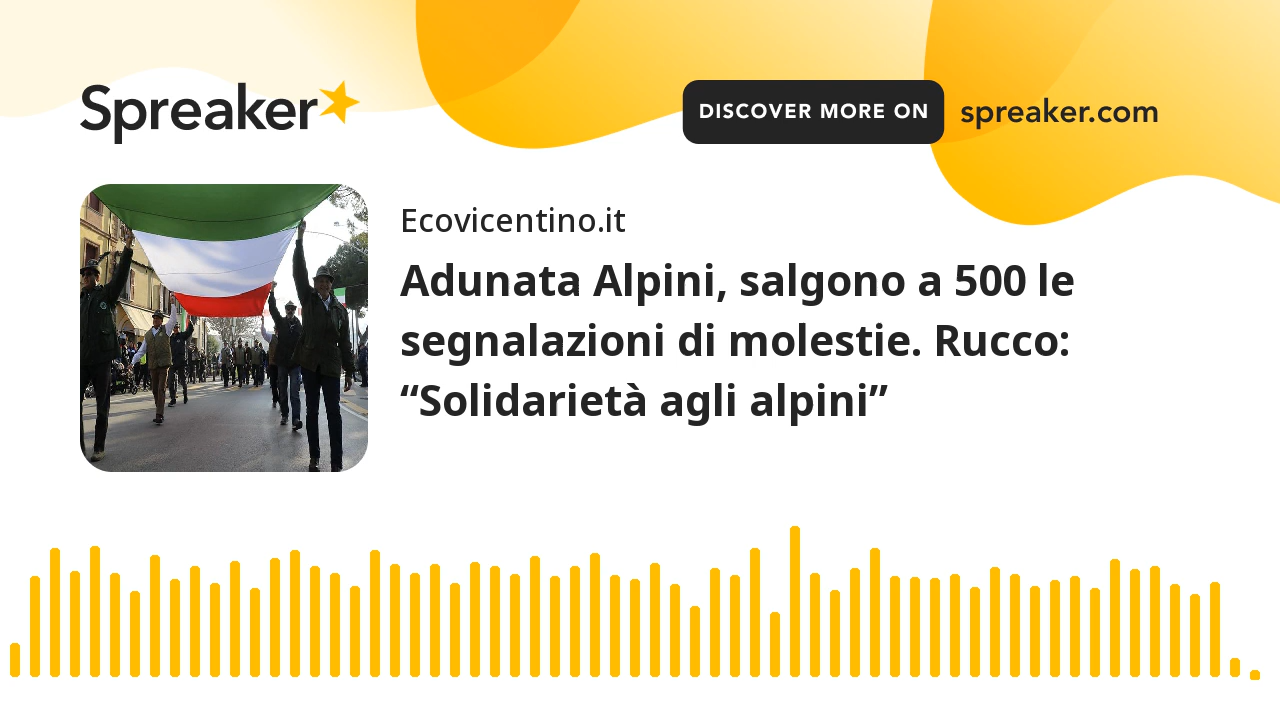 Spreaker
DISCOVER MORE ON
spreaker.com
Ecovicentino.it
Adunata Alpini, salgono a 500 le
segnalazioni di molestie. Rucco:
“Solidarietà agli alpini”